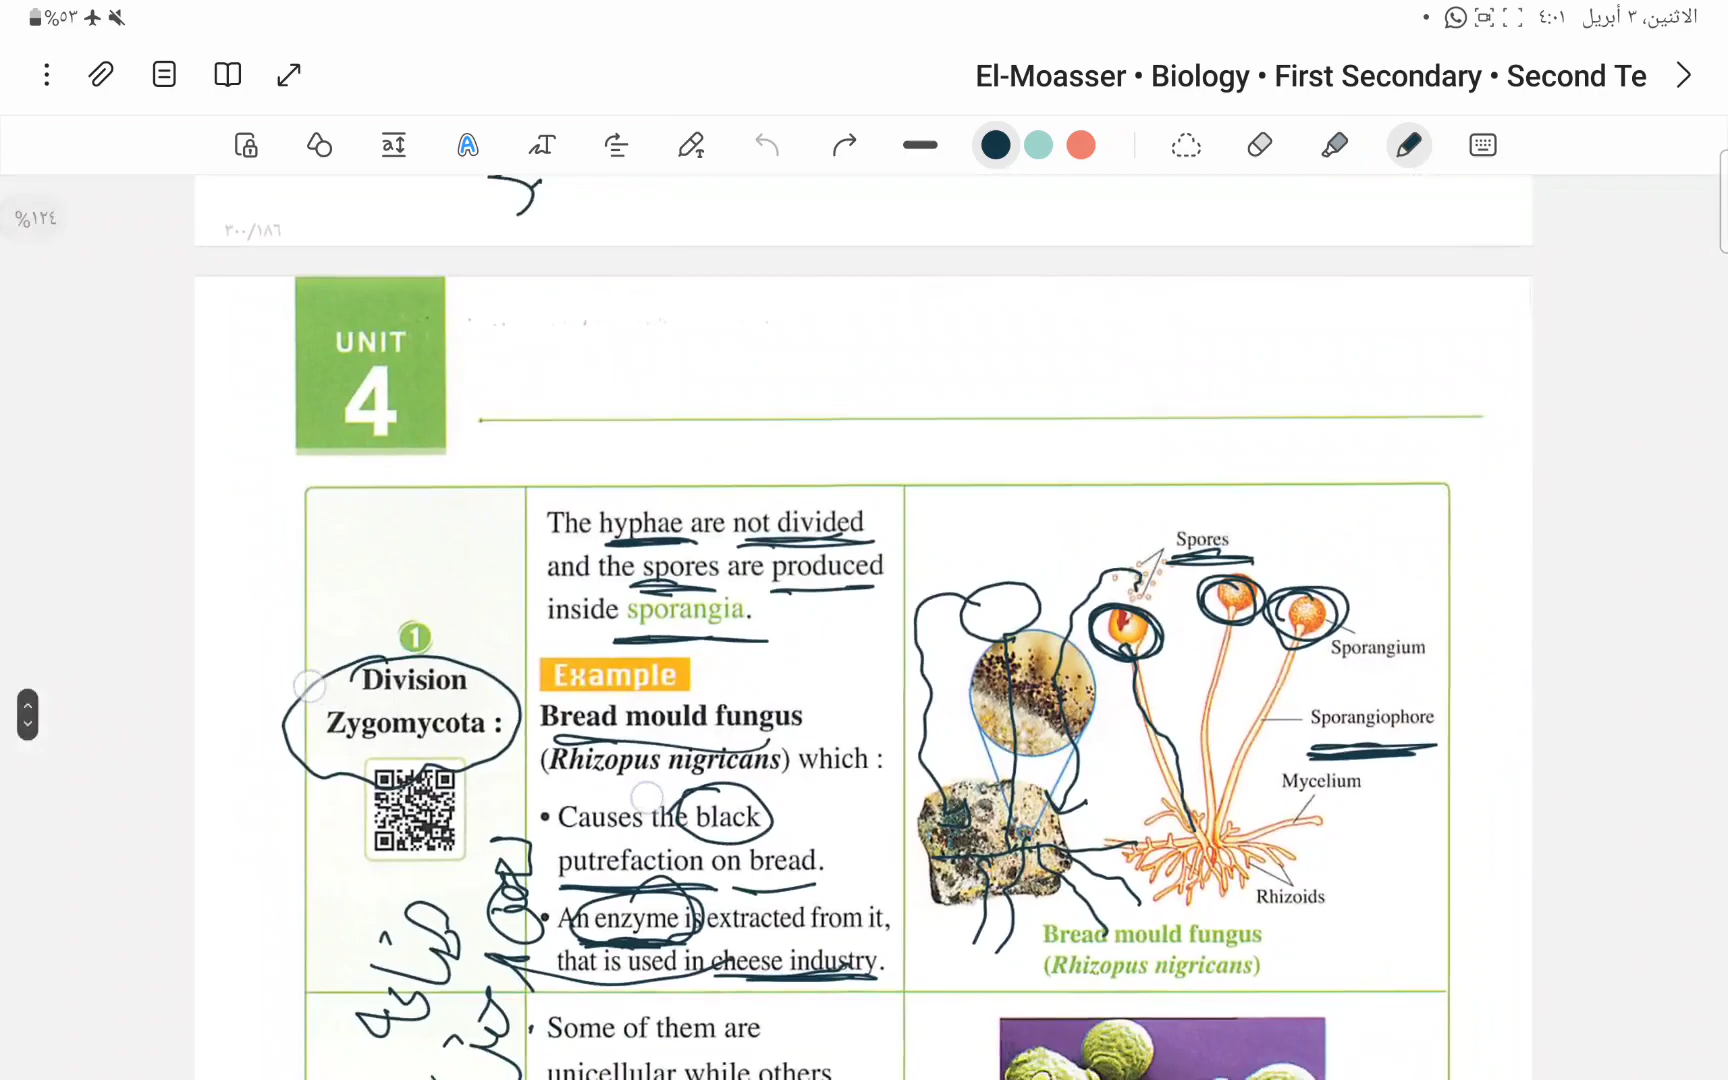 %٥٣
الاثنين، ٣ أبريل ٤:٠١
El-Moasser • Biology • First Secondary • Second Te
%١٢٤
٣٠٠/١٨٦
UNIT
4
1
Division
Zygomycota :
The hyphae are not divided
and the spores are produced
inside sporangia.
Example
Bread mould fungus
(Rhizopus nigricans) which :
• Causes the black
putrefaction on bread.
• An enzyme is extracted from it,
that is used in cheese industry.
Spores
Sporangium
Sporangiophore
Mycelium
Rhizoids
Bread mould fungus
(Rhizopus nigricans)
• Some of them are
unicellular while others